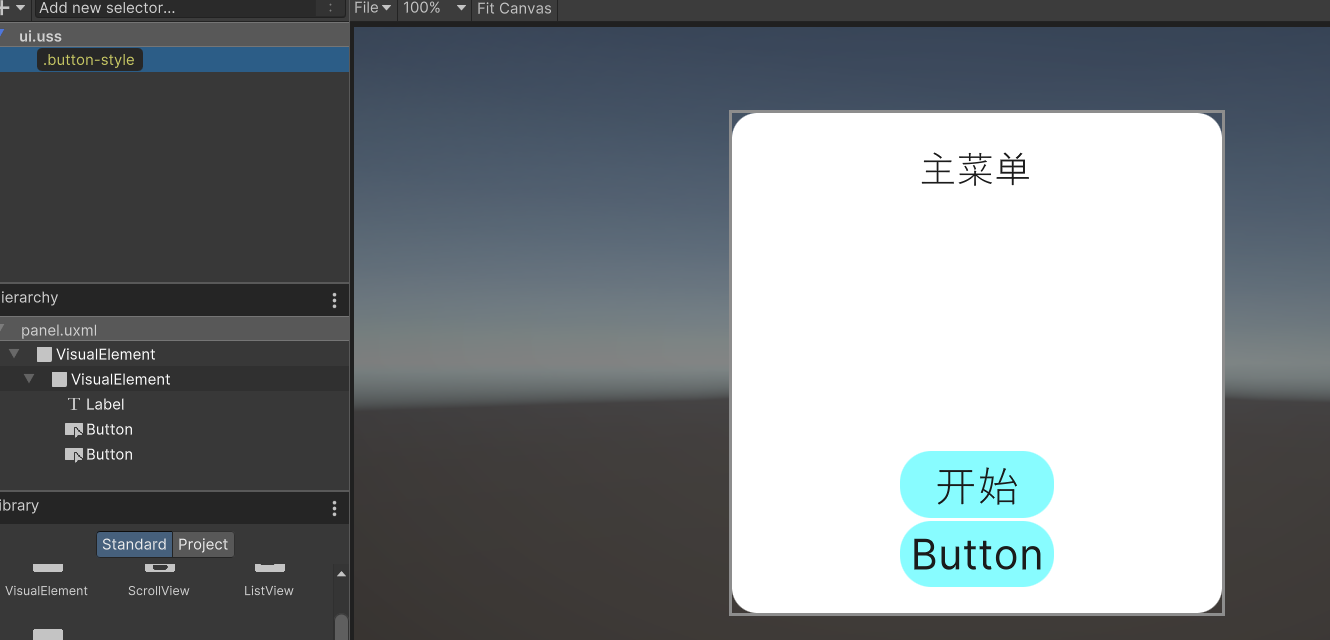 Add new selector...
File 100% Fit Canvas
ui.uss
.button-style
ierarchy
panel.uxml
VisualElement
VisualElement
Label
Button
Button
ibrary
Standard Project
VisualElement ScrollView ListView
主菜单
开始
Button